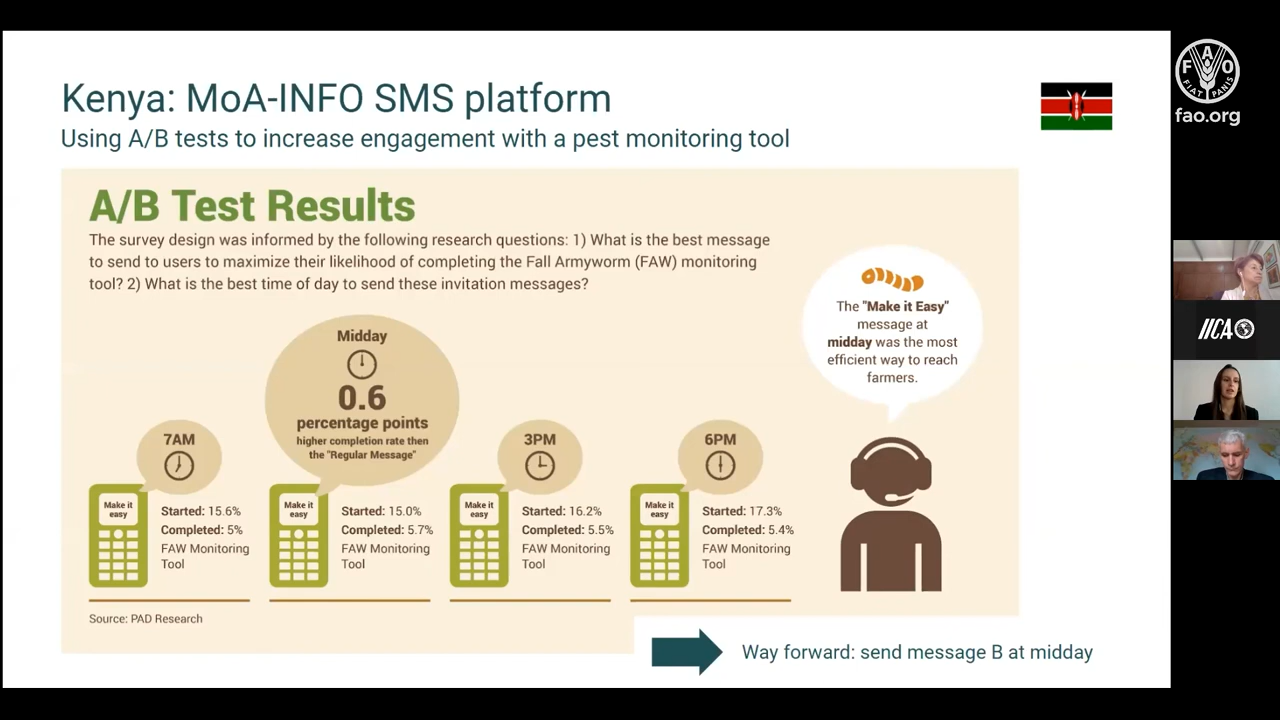 Kenya: MoA-INFO SMS platform
Using A/B tests to increase engagement with a pest monitoring tool
A/B Test Results
The survey design was informed by the following research questions: 1) What is the best message
to send to users to maximize their likelihood of completing the Fall Armyworm (FAW) monitoring
tool? 2) What is the best time of day to send these invitation messages?
Midday
0.6
percentage points
higher completion rate then
the "Regular Message"
7AM
3PM
6PM
Make it
easy
Started: 15.6%
Completed: 5%
FAW Monitoring
Tool
Make it
easy
Started: 15.0%
Completed: 5.7%
FAW Monitoring
Tool
Make it
easy
Started: 16.2%
Completed: 5.5%
FAW Monitoring
Tool
Make it
easy
Started: 17.3%
Completed: 5.4%
FAW Monitoring
Tool
The "Make it Easy"
message at
midday was the most
efficient way to reach
farmers.
Source: PAD Research
Way forward: send message B at midday
FAO
FIAT PANIS
fao.org
IICA